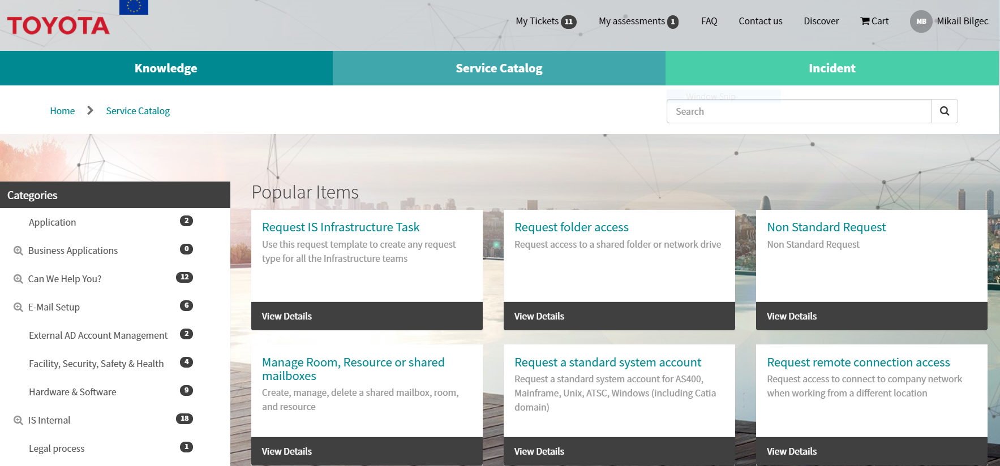 TOYOTA
My Tickets 11
My assessments 1
FAQ
Contact us
Discover
Cart
MB
Mikail Bilgec
Knowledge
Service Catalog
Incident
Home
Service Catalog
Window Snip
Search
Categories
Application 2
Business Applications 0
Can We Help You? 12
E-Mail Setup 6
External AD Account Management 2
Facility, Security, Safety & Health 4
Hardware & Software 9
IS Internal 18
Legal process 1
Popular Items
Request IS Infrastructure Task
Use this request template to create any request
type for all the Infrastructure teams
View Details
Request folder access
Request access to a shared folder or network drive
View Details
Non Standard Request
Non Standard Request
View Details
Manage Room, Resource or shared
mailboxes
Create, manage, delete a shared mailbox, room,
and resource
View Details
Request a standard system account
Request a standard system account for AS400,
Mainframe, Unix, ATSC, Windows (including Catia
domain)
View Details
Request remote connection access
Request access to connect to company network
when working from a different location
View Details